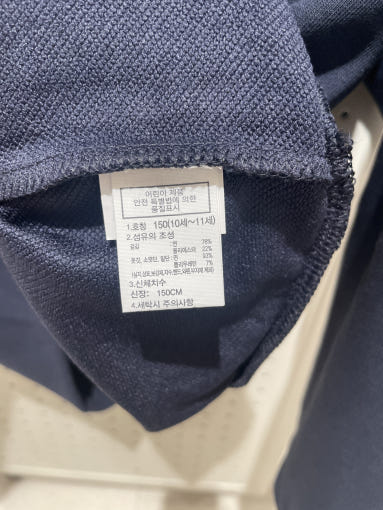 어린이 제품
안전 특별법에 의한
품질표시
1.호칭 150(10세~11세)
2.섬유의 조성
겉감 :면 78%
폴리에스터 22%
면 93%
폴리우레탄 7%
3.신체치수
신장: 150CM
4.세탁시 주의사항